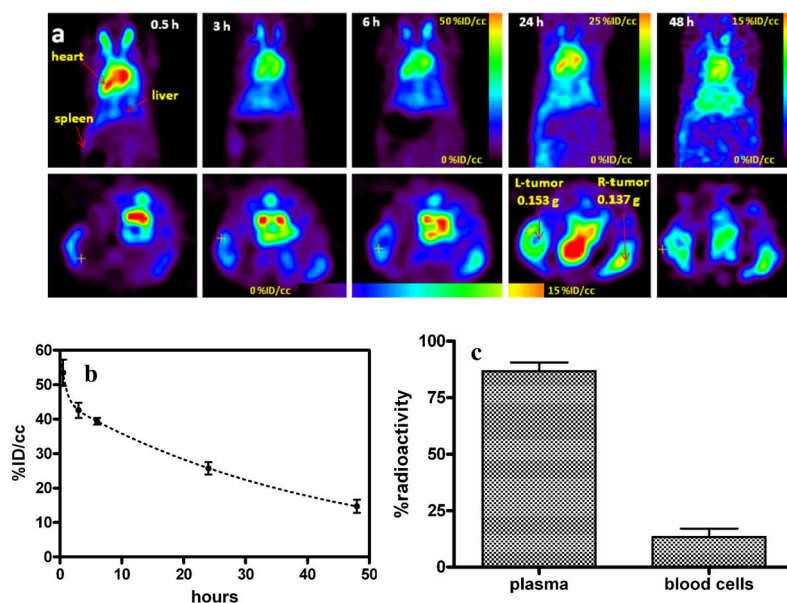 a
0.5 h
3 h
6 h
50 %ID/cc
24 h
25 %ID/cc
48 h
15 %ID/cc
heart
liver
spleen
0 %ID/cc
0 %ID/cc
0 %ID/cc
L-tumor
0.153 g
R-tumor
0.137 g
0 %ID/cc
15 %ID/cc
b
%ID/cc
60
50
40
30
20
10
0
0 10 20 30 40 50
hours
c
%radioactivity
100
75
50
25
0
plasma blood cells